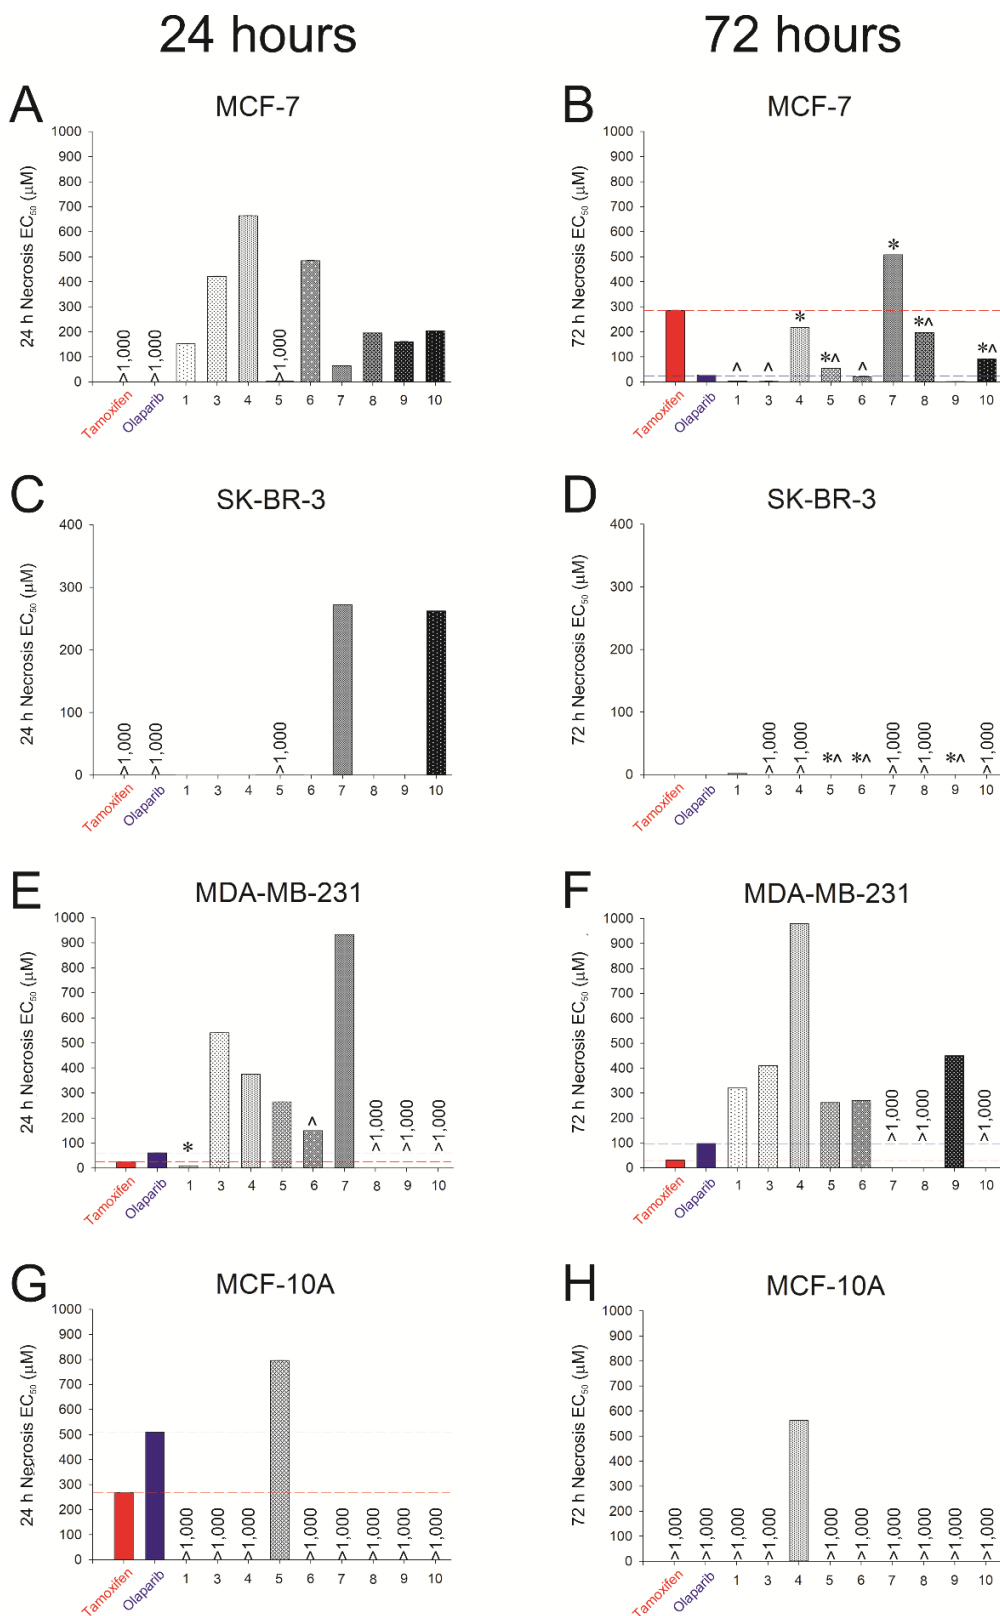 24 hours
72 hours
A
MCF-7
24 h Necrosis EC₅₀ (μM)
1000
900
800
700
600
500
400
300
200
100
0
>1,000
>1,000
>1,000
Tamoxifen
Olaparib
1 3 4 5 6 7 8 9 10
B
MCF-7
72 h Necrosis EC₅₀ (μM)
1000
900
800
700
600
500
400
300
200
100
0
^ ^ * *^ ^ * *^ *^
Tamoxifen
Olaparib
1 3 4 5 6 7 8 9 10
C
SK-BR-3
24 h Necrosis EC₅₀ (μM)
400
300
200
100
0
>1,000
>1,000
>1,000
Tamoxifen
Olaparib
1 3 4 5 6 7 8 9 10
D
SK-BR-3
72 h Necrcosis EC₅₀ (μM)
400
300
200
100
0
>1,000
>1,000
*^
*^
>1,000
>1,000
*^
>1,000
Tamoxifen
Olaparib
1 3 4 5 6 7 8 9 10
E
MDA-MB-231
24 h Necrosis EC₅₀ (μM)
1000
900
800
700
600
500
400
300
200
100
0
*
^
>1,000
>1,000
>1,000
Tamoxifen
Olaparib
1 3 4 5 6 7 8 9 10
F
MDA-MB-231
72 h Necrosis EC₅₀ (μM)
1000
900
800
700
600
500
400
300
200
100
0
>1,000
>1,000
>1,000
Tamoxifen
Olaparib
1 3 4 5 6 7 8 9 10
G
MCF-10A
24 h Necrosis EC₅₀ (μM)
1000
900
800
700
600
500
400
300
200
100
0
>1,000
>1,000
>1,000
>1,000
>1,000
>1,000
>1,000
>1,000
Tamoxifen
Olaparib
1 3 4 5 6 7 8 9 10
H
MCF-10A
72 h Necrosis EC₅₀ (μM)
1000
900
800
700
600
500
400
300
200
100
0
>1,000
>1,000
>1,000
>1,000
>1,000
>1,000
>1,000
>1,000
>1,000
>1,000
Tamoxifen
Olaparib
1 3 4 5 6 7 8 9 10